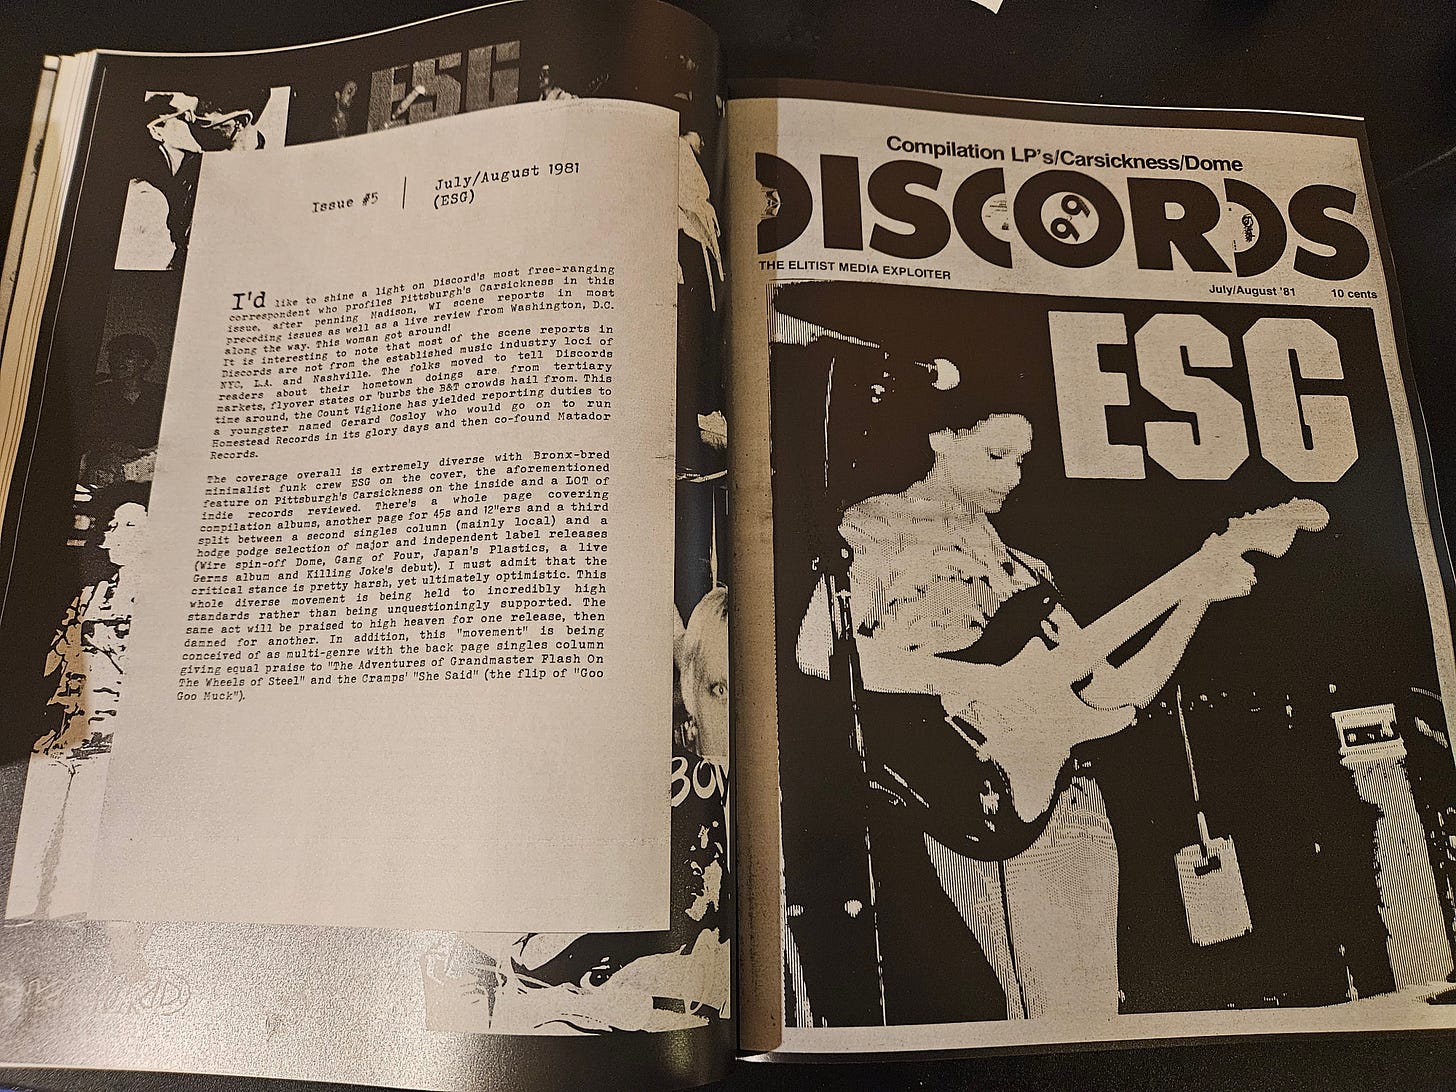 ESG
Issue #5
July/August 1981
(ESG)
I'd like to shine a light on Discord's most free-ranging
correspondent who profiles Pittsburgh's Carsickness in this
issue, after penning Madison, WI scene reports in most
preceding issues as well as a live review from Washington, D.C.
along the way. This woman got around!
It is interesting to note that most of the scene reports in
Discords are not from the established music industry loci of
NYC, L.A. and Nashville. The folks moved to tell Discords
readers about their hometown doings are from tertiary
markets, flyover states or 'burbs the B&T crowds hail from. This
time around, the Count Viglione has yielded reporting duties to
a youngster named Gerard Cosloy who would go on to run
Homestead Records in its glory days and then co-found Matador
Records.
The coverage overall is extremely diverse with Bronx-bred
minimalist funk crew ESG on the cover, the aforementioned
feature on Pittsburgh's Carsickness on the inside and a LOT of
indie records reviewed. There's a whole page covering
compilation albums, another page for 45s and 12"ers and a third
split between a second singles column (mainly local) and a
hodge podge selection of major and independent label releases
(Wire spin-off Dome, Gang of Four, Japan's Plastics, a live
Germs album and Killing Joke's debut). I must admit that the
critical stance is pretty harsh, yet ultimately optimistic. This
whole diverse movement is being held to incredibly high
standards rather than being unquestioningly supported. The
same act will be praised to high heaven for one release, then
damned for another. In addition, this "movement" is being
conceived of as multi-genre with the back page singles column
giving equal praise to "The Adventures of Grandmaster Flash On
The Wheels of Steel" and the Cramps' "She Said" (the flip of "Goo
Goo Muck").
Compilation LP's/Carsickness/Dome
DISCORDS
THE ELITIST MEDIA EXPLOITER
July/August '81 10 cents
ESG